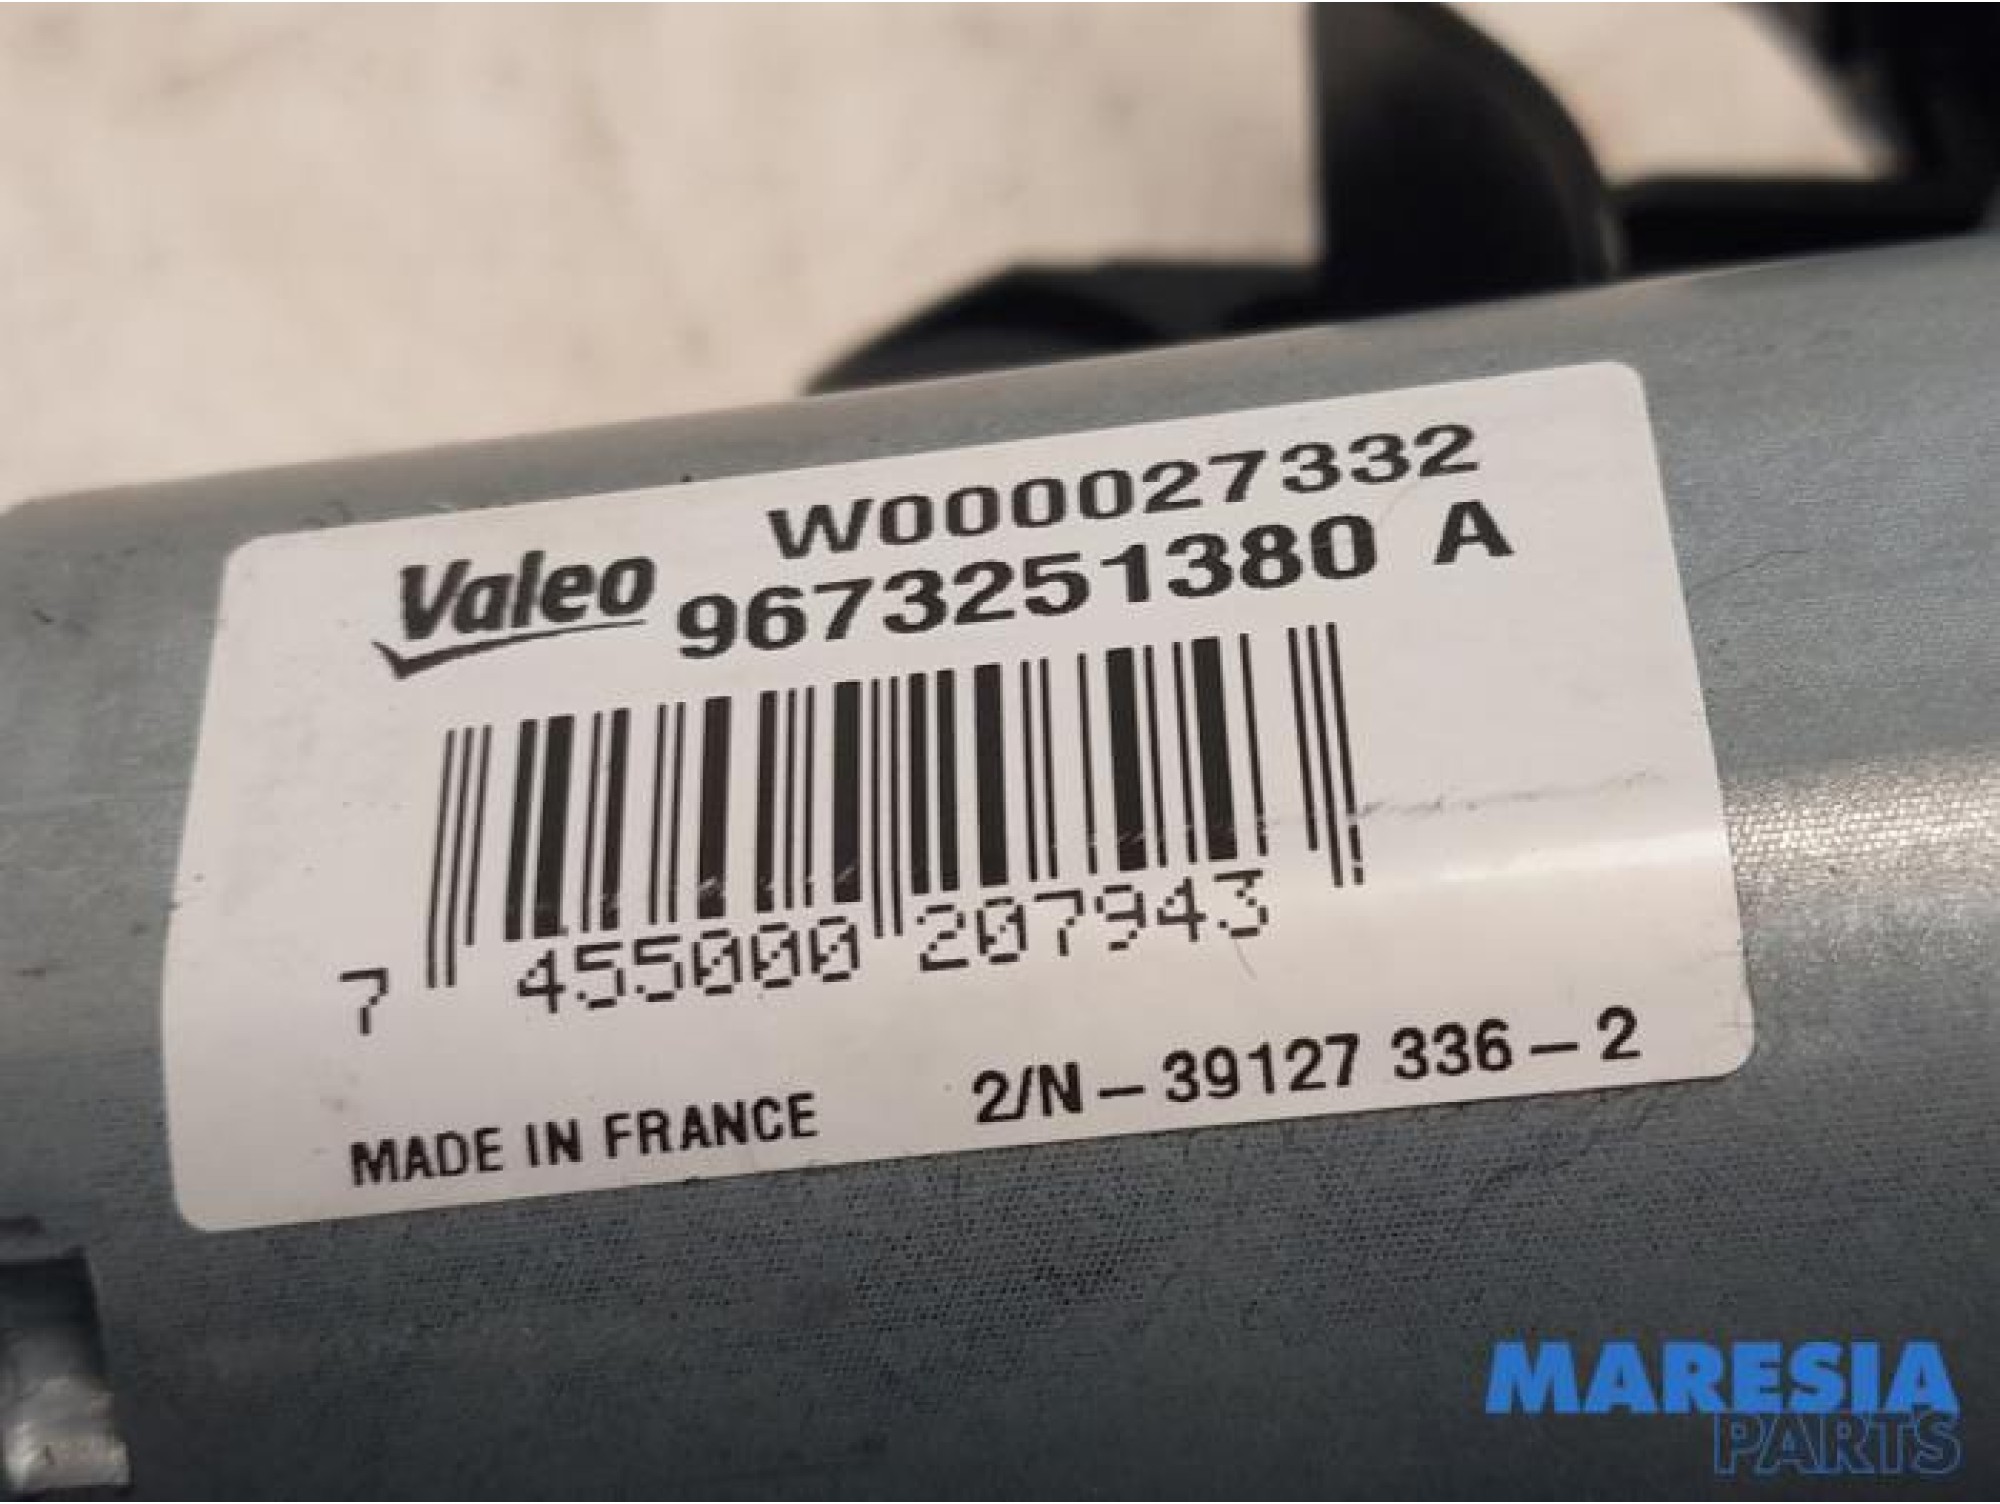 W000027332
Valeo 9673251380 A
7 455000 207943
MADE IN FRANCE 2/N-39127 336-2
MARESIA
PARTS